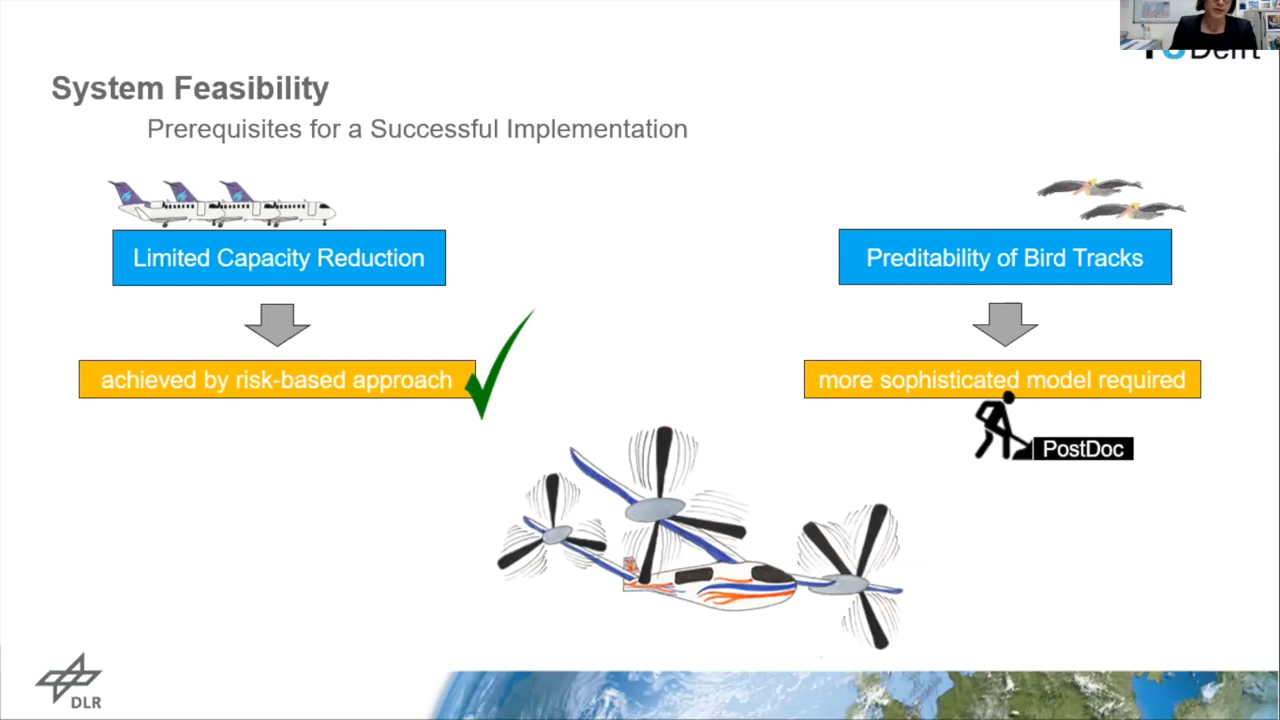 System Feasibility
Prerequisites for a Successful Implementation
Limited Capacity Reduction
Preditability of Bird Tracks
achieved by risk-based approach
more sophisticated model required
PostDoc
DLR